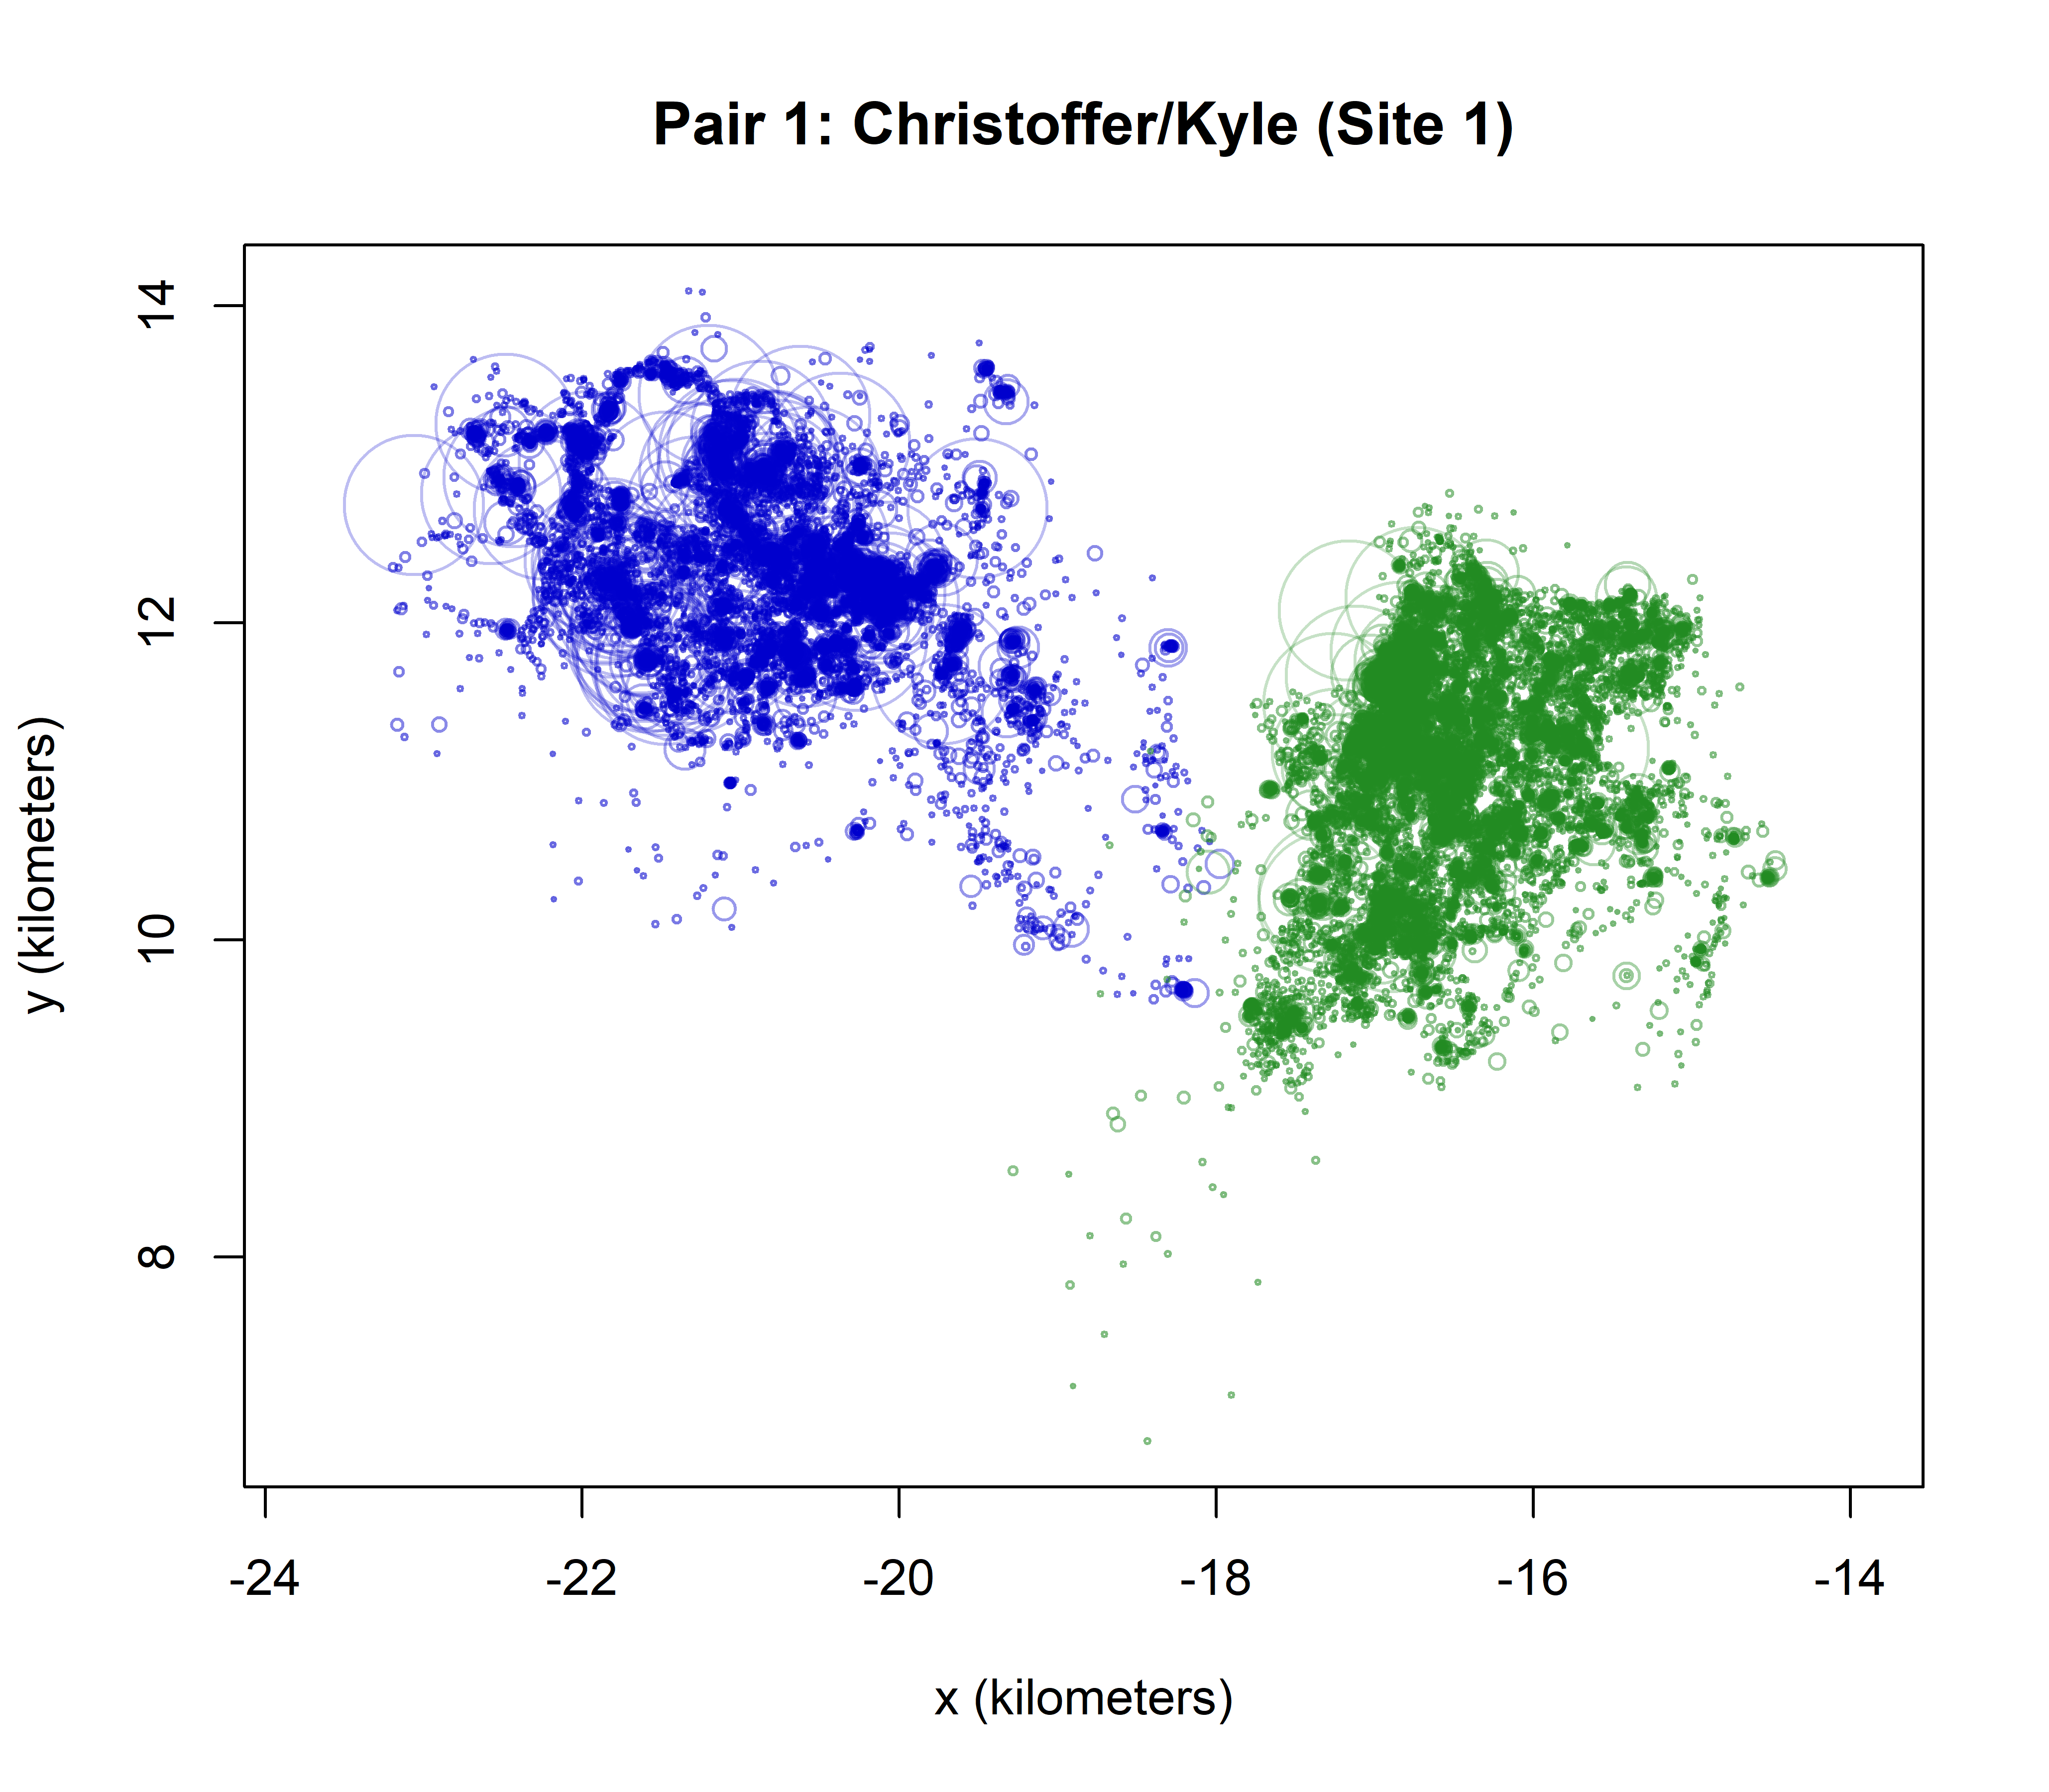 Pair 1: Christoffer/Kyle (Site 1)
y (kilometers)
14
12
10
8
-24 -22 -20 -18 -16 -14
x (kilometers)